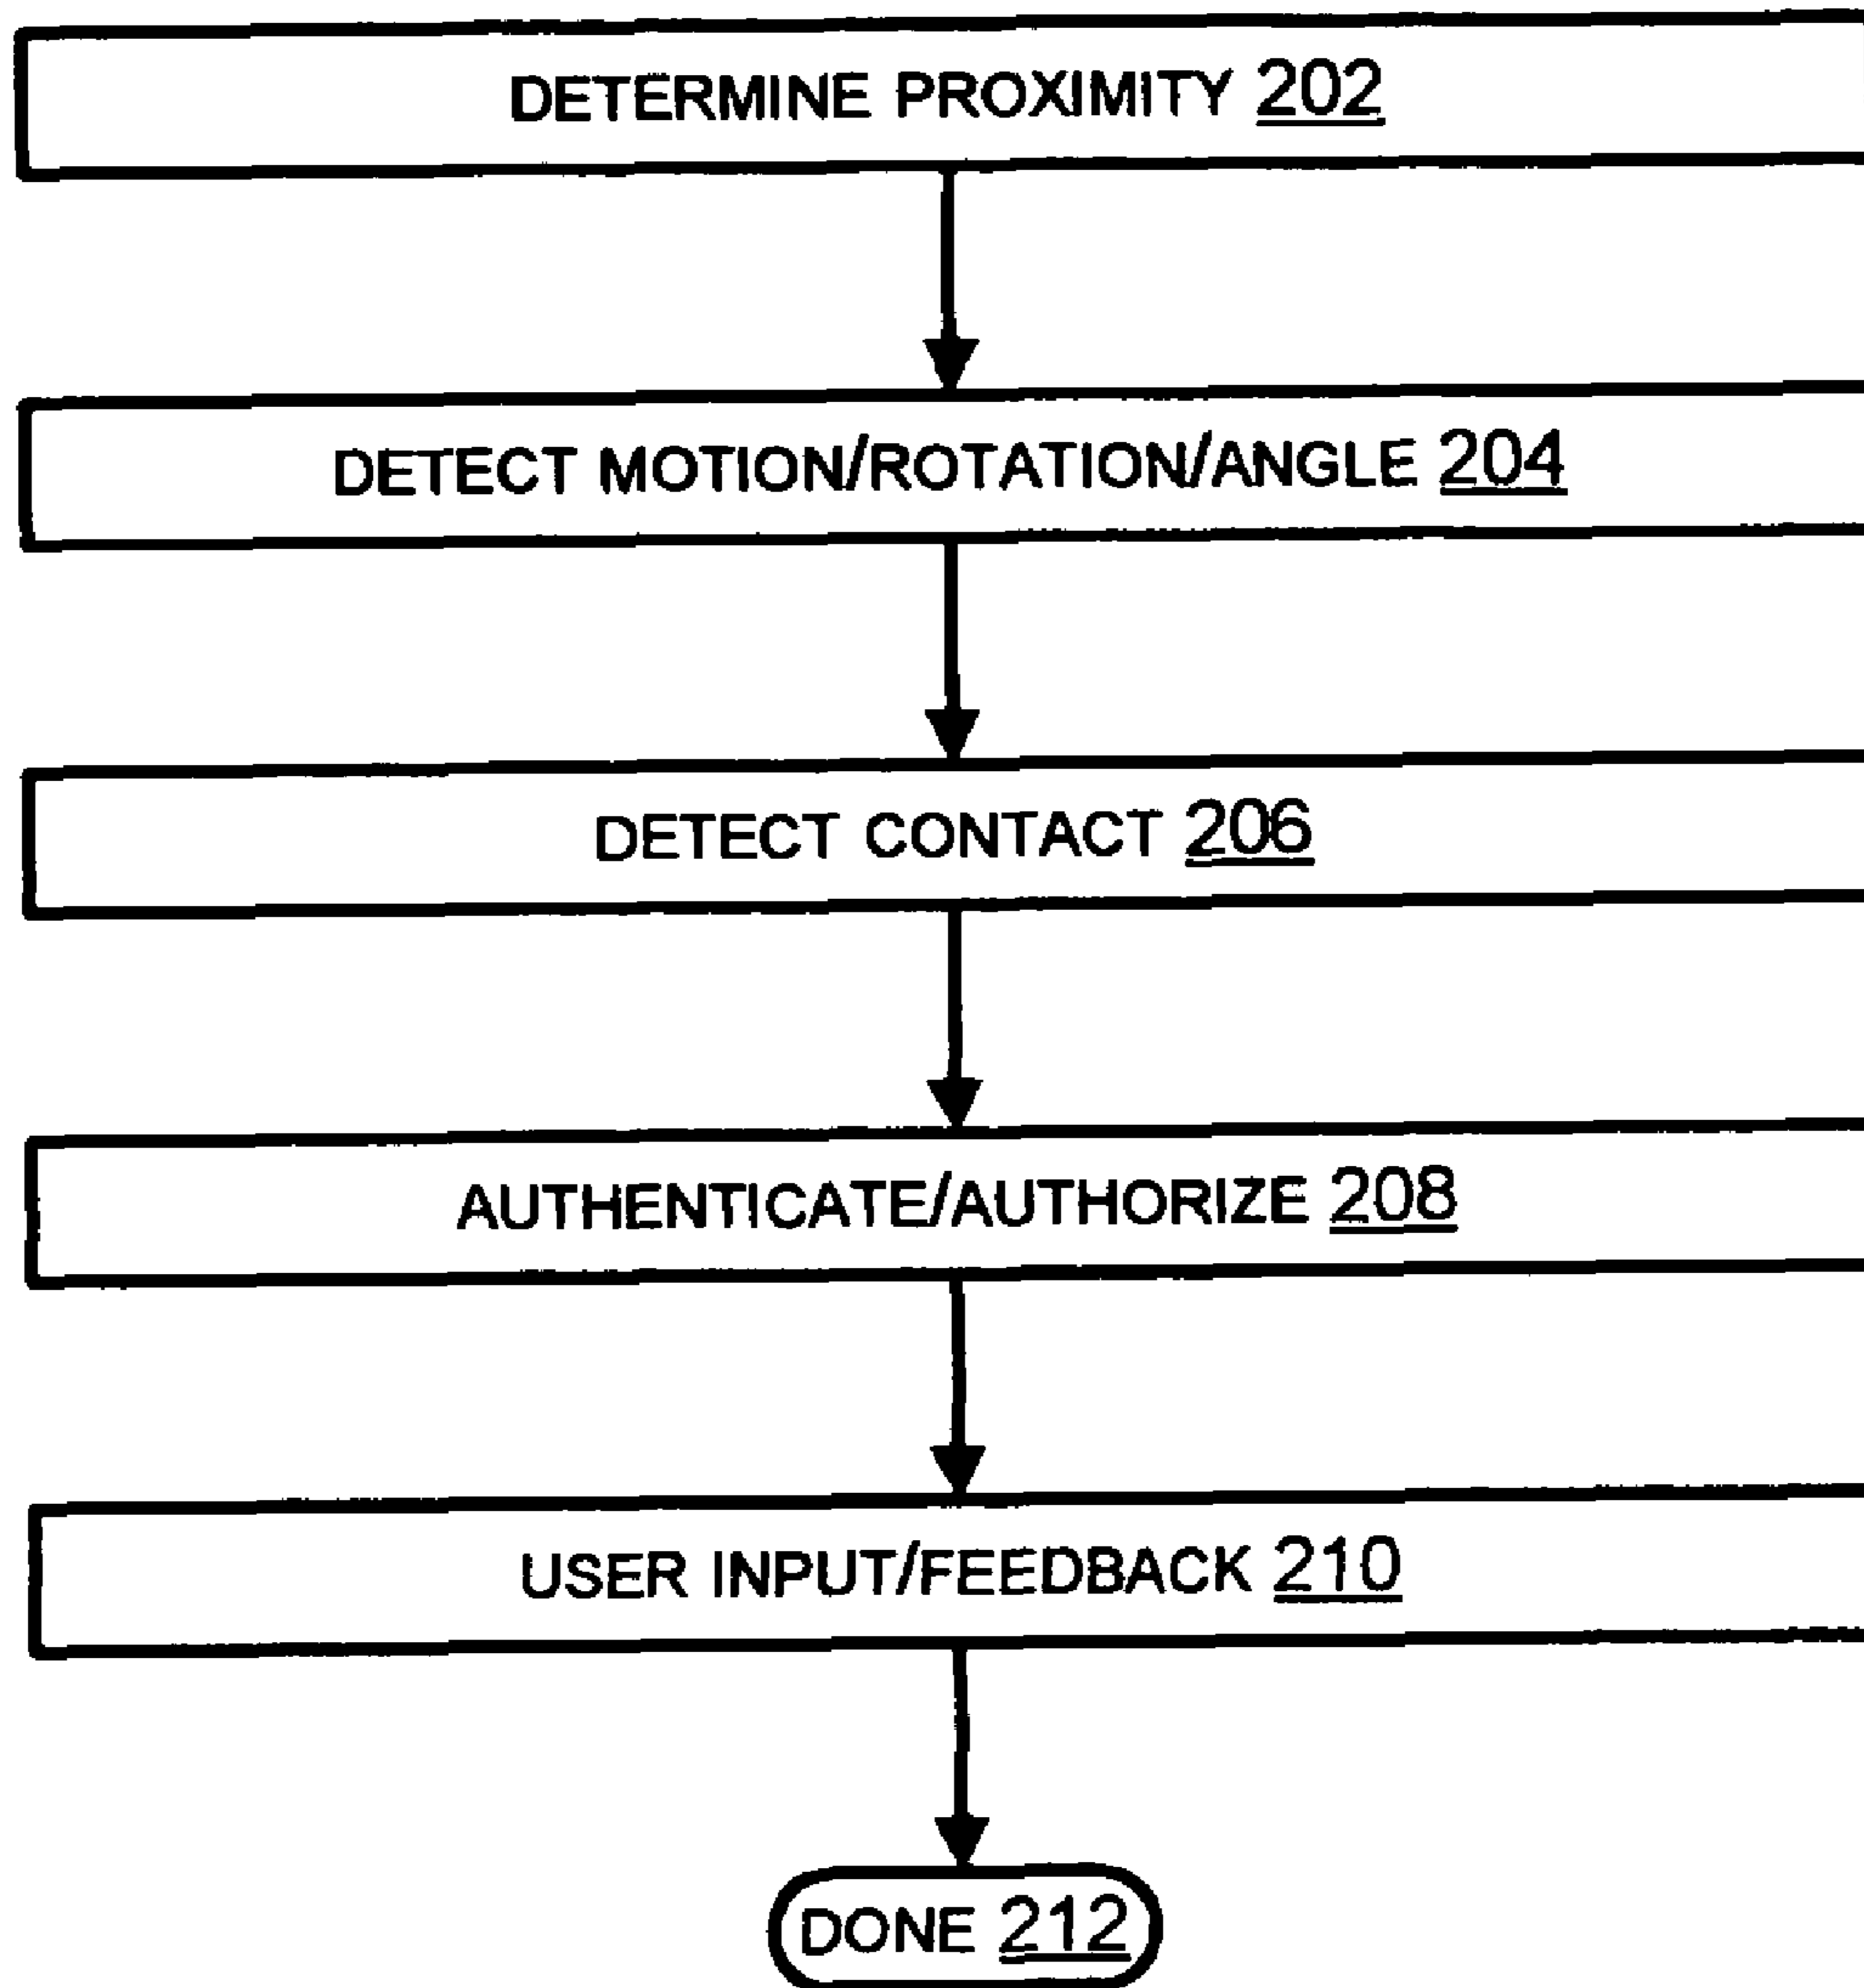 DETERMINE PROXIMITY 202
DETECT MOTION/ROTATION/ANGLE 204
DETECT CONTACT 206
AUTHENTICATE/AUTHORIZE 208
USER INPUT/FEEDBACK 210
DONE 212